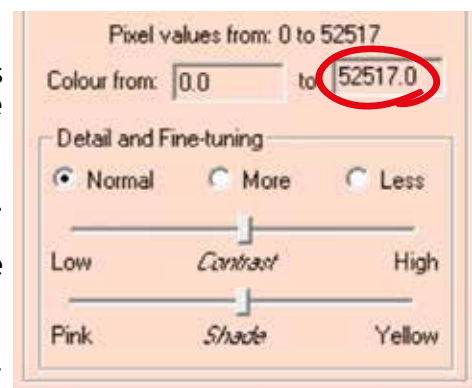 Pixel values from: 0 to 52517
Colour from: 0.0 to 52517.0
Detail and Fine-tuning
Normal More Less
Low Contrast High
Pink Shade Yellow